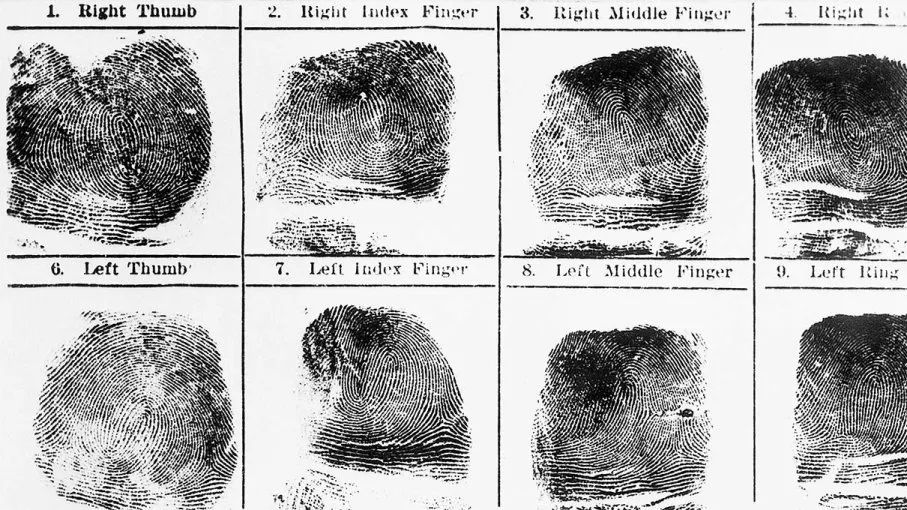 1. Right Thumb
2. Right Index Finger
3. Right Middle Finger
4. Right
6. Left Thumb
7. Left Index Finger
8. Left Middle Finger
9. Left Ring